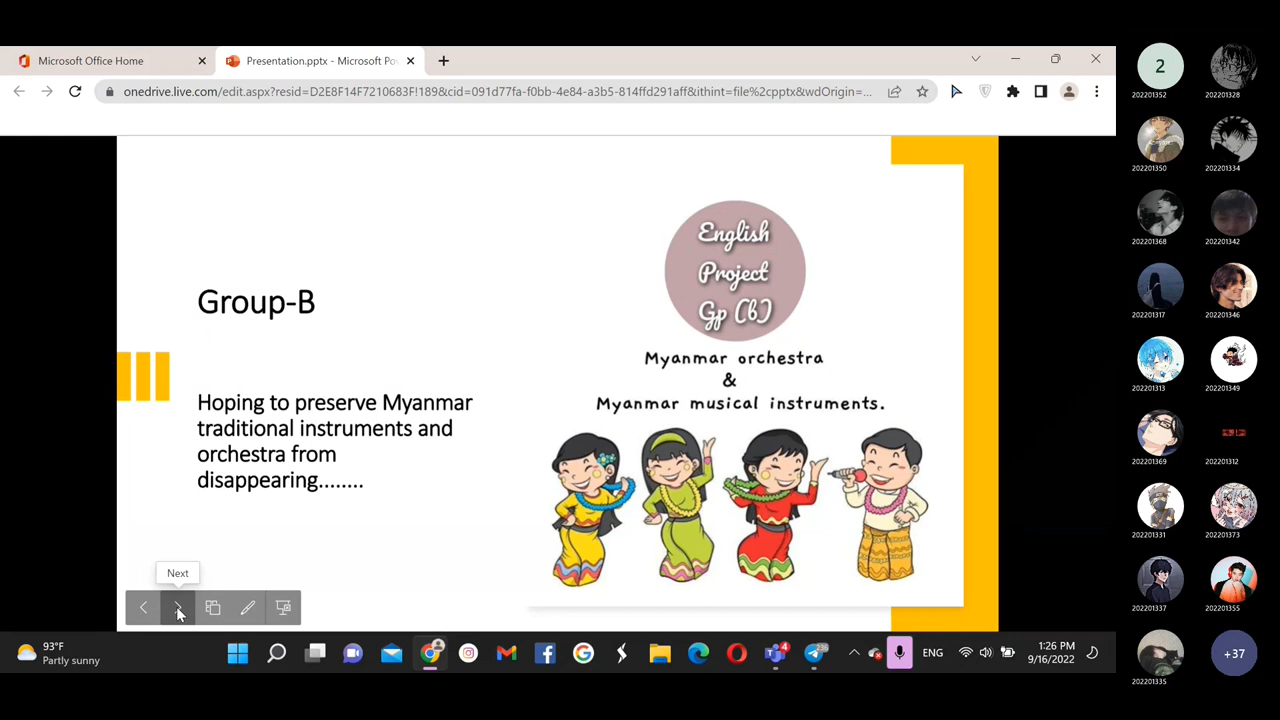 Microsoft Office Home
Presentation.pptx - Microsoft Po
onedrive.live.com/edit.aspx?resid=D2E8F14F7210683F!189&cid=091d77fa-f0bb-4e84-a3b5-814ffd291aff&ithint=file%2cpptx&wdOrigin=...
English
Project
Gp (b)
Group-B
Myanmar orchestra
&
Myanmar musical instruments.
Hoping to preserve Myanmar
traditional instruments and
orchestra from
disappearing........
Next
93°F
Partly sunny
4
236
ENG
1:26 PM
9/16/2022
2
202201352
202201328
202201350
202201334
202201368
202201342
202201317
202201346
202201313
202201349
202201369
202201312
202201331
202201373
202201337
202201355
202201335
+37